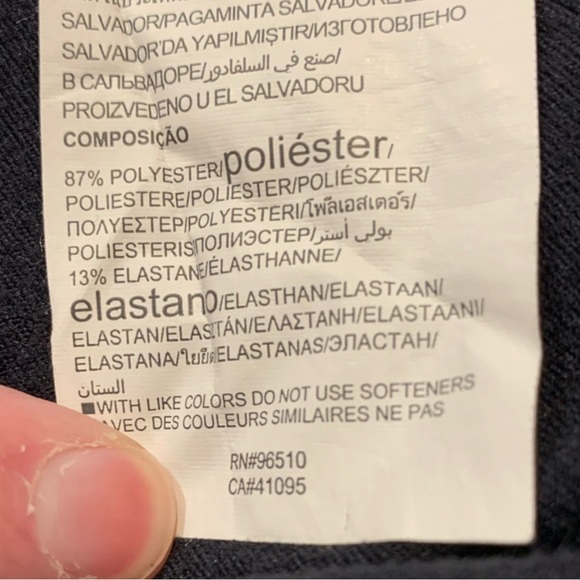 SALVADOR/PAGAMINTA SALVADORE/
SALVADOR'DA YAPILMIŞTIR/ИЗГОТОВЛЕНО
В САЛЬВАДОРЕ/صنع في السلفادور/
PROIZVEDENO U EL SALVADORU
COMPOSIÇÃO
87% POLYESTER/poliéster/
POLIESTERE/POLIESTER/POLIÉSZTER/
ΠΟΛΥΕΣΤΕΡ/POLYESTERI/โพลีเอสเตอร์/
POLIESTERIS/ПОЛИЭСТЕР/بولي أستر/
13% ELASTANE/ÉLASTHANNE/
elastano/ELASTHAN/ELASTAAN/
ELASTAN/ELASZTÁN/ΕΛΑΣΤΑΝΗ/ELASTAANI/
ELASTANA/ใยยืด/ELASTANAS/ЭЛАСТАН/
الستان
■WITH LIKE COLORS DO NOT USE SOFTENERS
AVEC DES COULEURS SIMILAIRES NE PAS
RN#96510
CA#41095